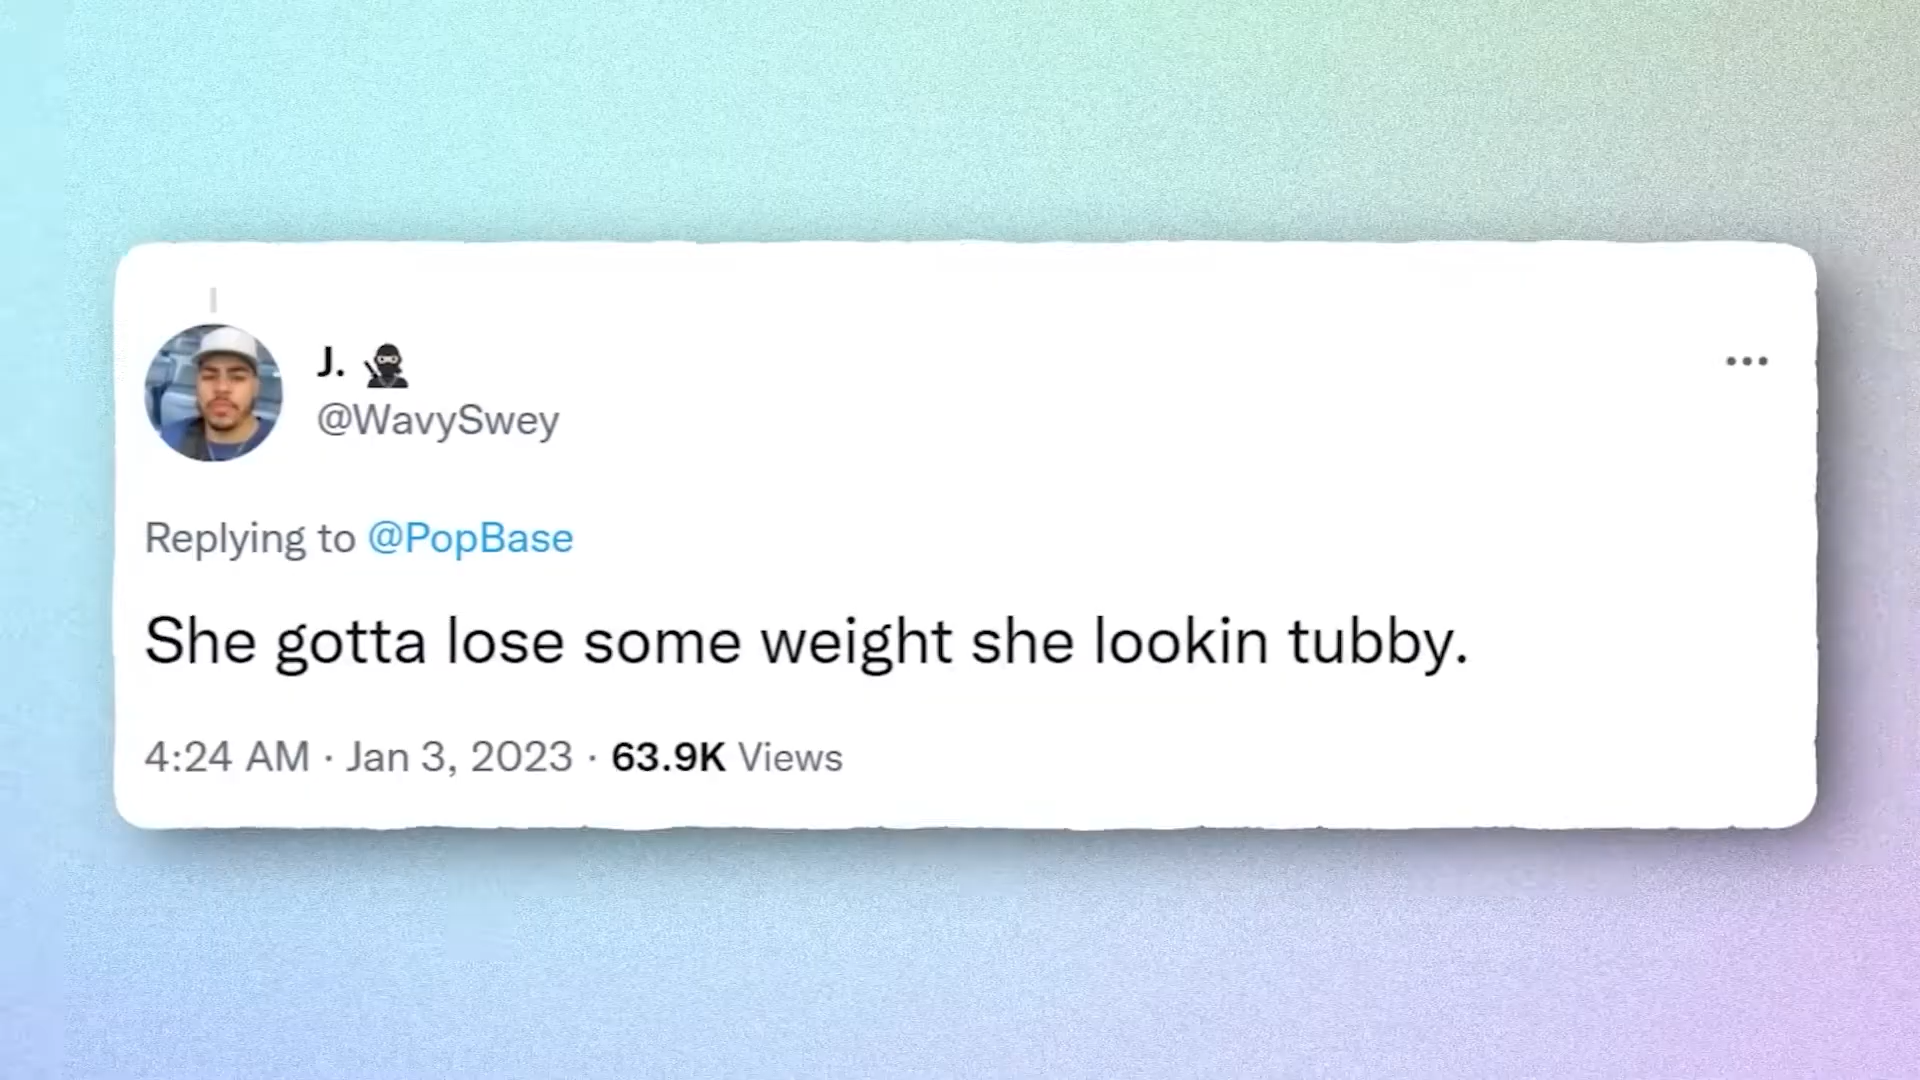 J. 🥷
@WavySwey
Replying to @PopBase
She gotta lose some weight she lookin tubby.
4:24 AM · Jan 3, 2023 · 63.9K Views